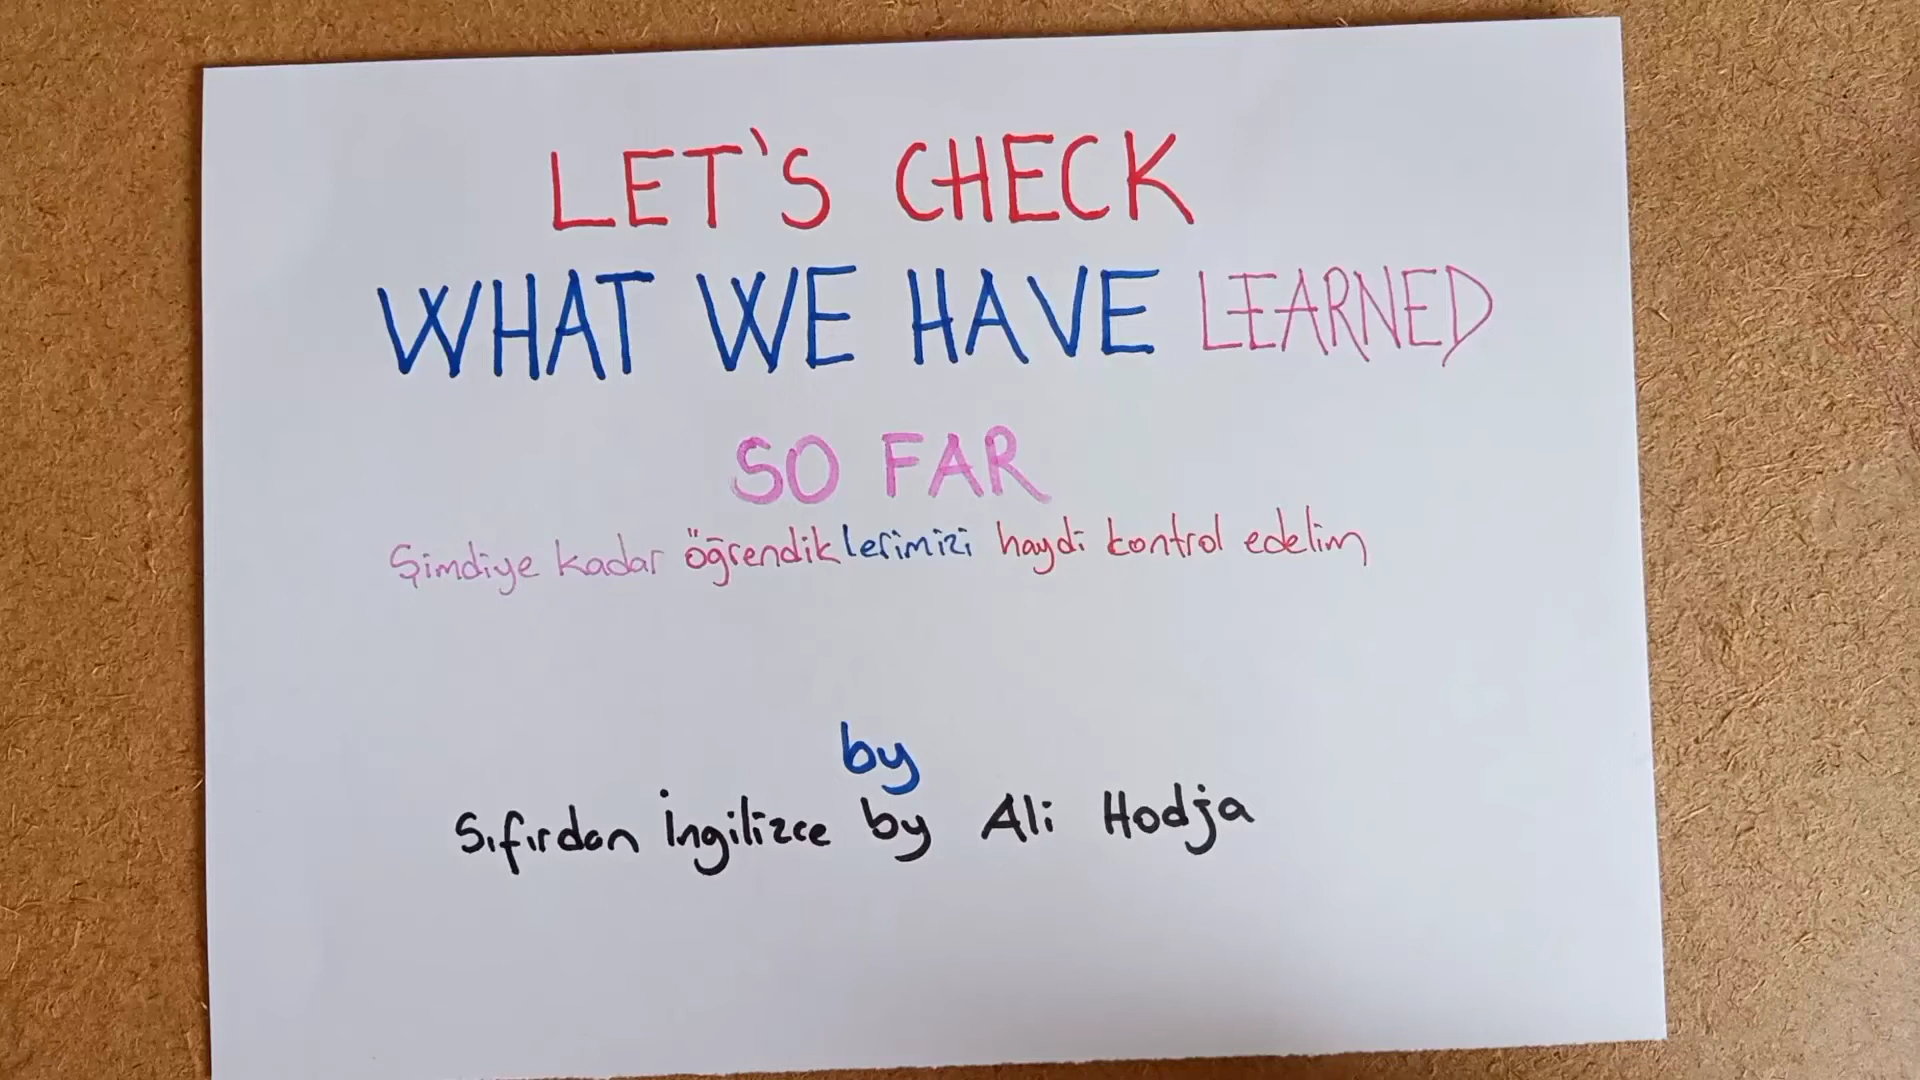 LET'S CHECK
WHAT WE HAVE LEARNED
SO FAR
Şimdiye kadar öğrendiklerimizi haydi kontrol edelim
by
Sıfırdan İngilizce by Ali Hodja